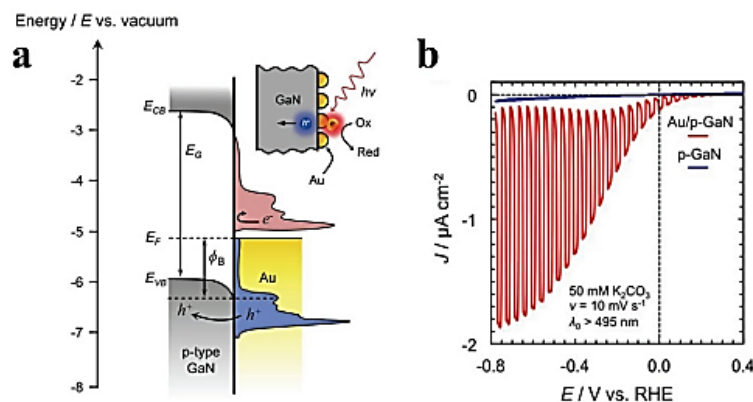 Energy / E vs. vacuum
a
-2
-3
-4
-5
-6
-7
-8
E_CB
E_G
E_F
E_VB
ϕ_B
h⁺
h⁺
e⁻
p-type
GaN
Au
GaN
hν
Ox
Red
Au
b
0
-1
-2
J / µA cm⁻²
Au/p-GaN
p-GaN
50 mM K₂CO₃
ν = 10 mV s⁻¹
λ₀ > 495 nm
-0.8 -0.4 0.0 0.4
E / V vs. RHE